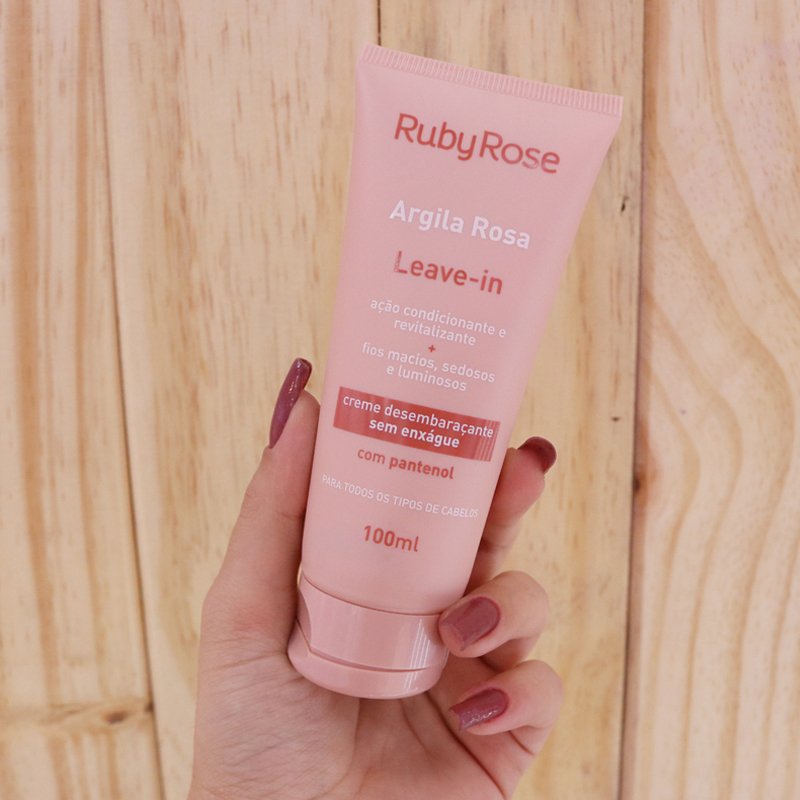 RubyRose
Argila Rosa
Leave-in
ação condicionante e
revitalizante
+
fios macios, sedosos
e luminosos
creme desembaraçante
sem enxágue
com pantenol
PARA TODOS OS TIPOS DE CABELOS
100ml